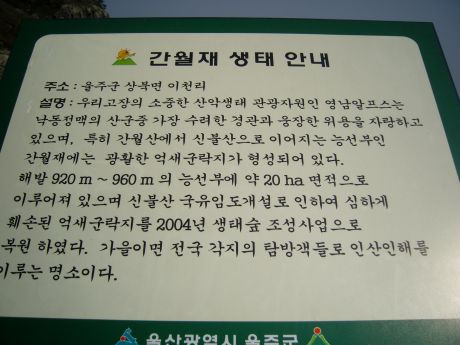 간월재 생태 안내
주소 : 울주군 상북면 이천리
설명 : 우리고장의 소중한 산악생태 관광자원인 영남알프스는
낙동정맥의 산군중 가장 수려한 경관과 웅장한 위용을 자랑하고
있으며, 특히 간월산에서 신불산으로 이어지는 능선부인
간월재에는 광활한 억새군락지가 형성되어 있다.
해발 920 m ~ 960 m 의 능선부에 약 20 ha 면적으로
이루어져 있으며 신불산 국유임도개설로 인하여 심하게
훼손된 억새군락지를 2004년 생태숲 조성사업으로
복원 하였다. 가을이면 전국 각지의 탐방객들로 인산인해를
이루는 명소이다.
울산광역시 울주군